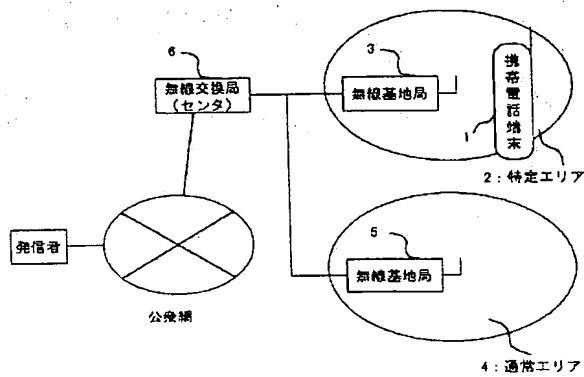 6
無線交換局
(センタ)
3
無線基地局
携帯電話端末
1
2:特定エリア
発信者
公衆網
5
無線基地局
4:通常エリア